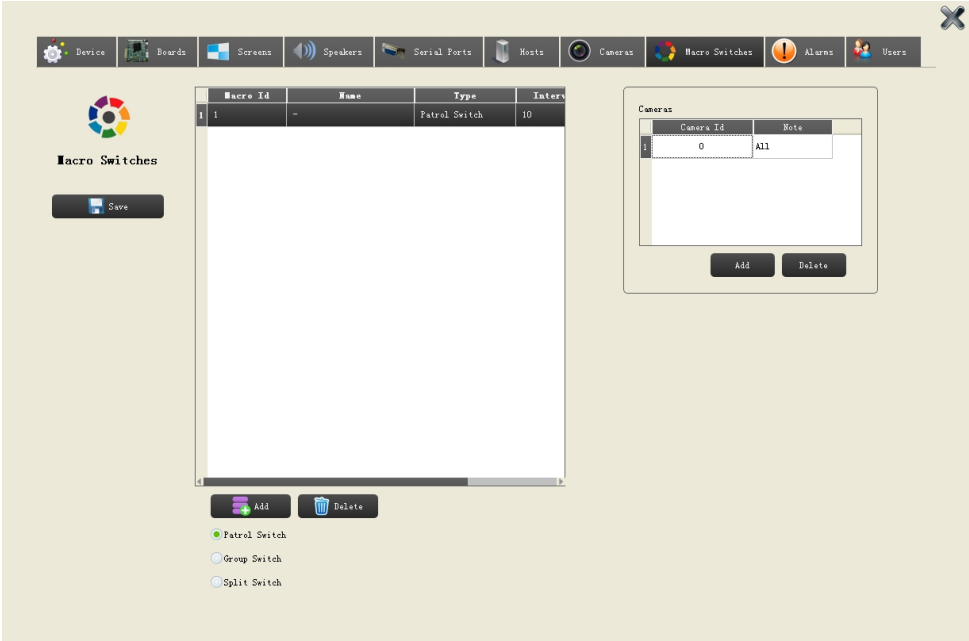 Device Boards Screens Speakers Serial Ports Hosts Cameras Macro Switches Alarms Users
Macro Switches
Save
Macro Id Name Type Interv
1 1 - Patrol Switch 10
Add Delete
Patrol Switch
Group Switch
Split Switch
Cameras
Camera Id Note
1 0 All
Add Delete